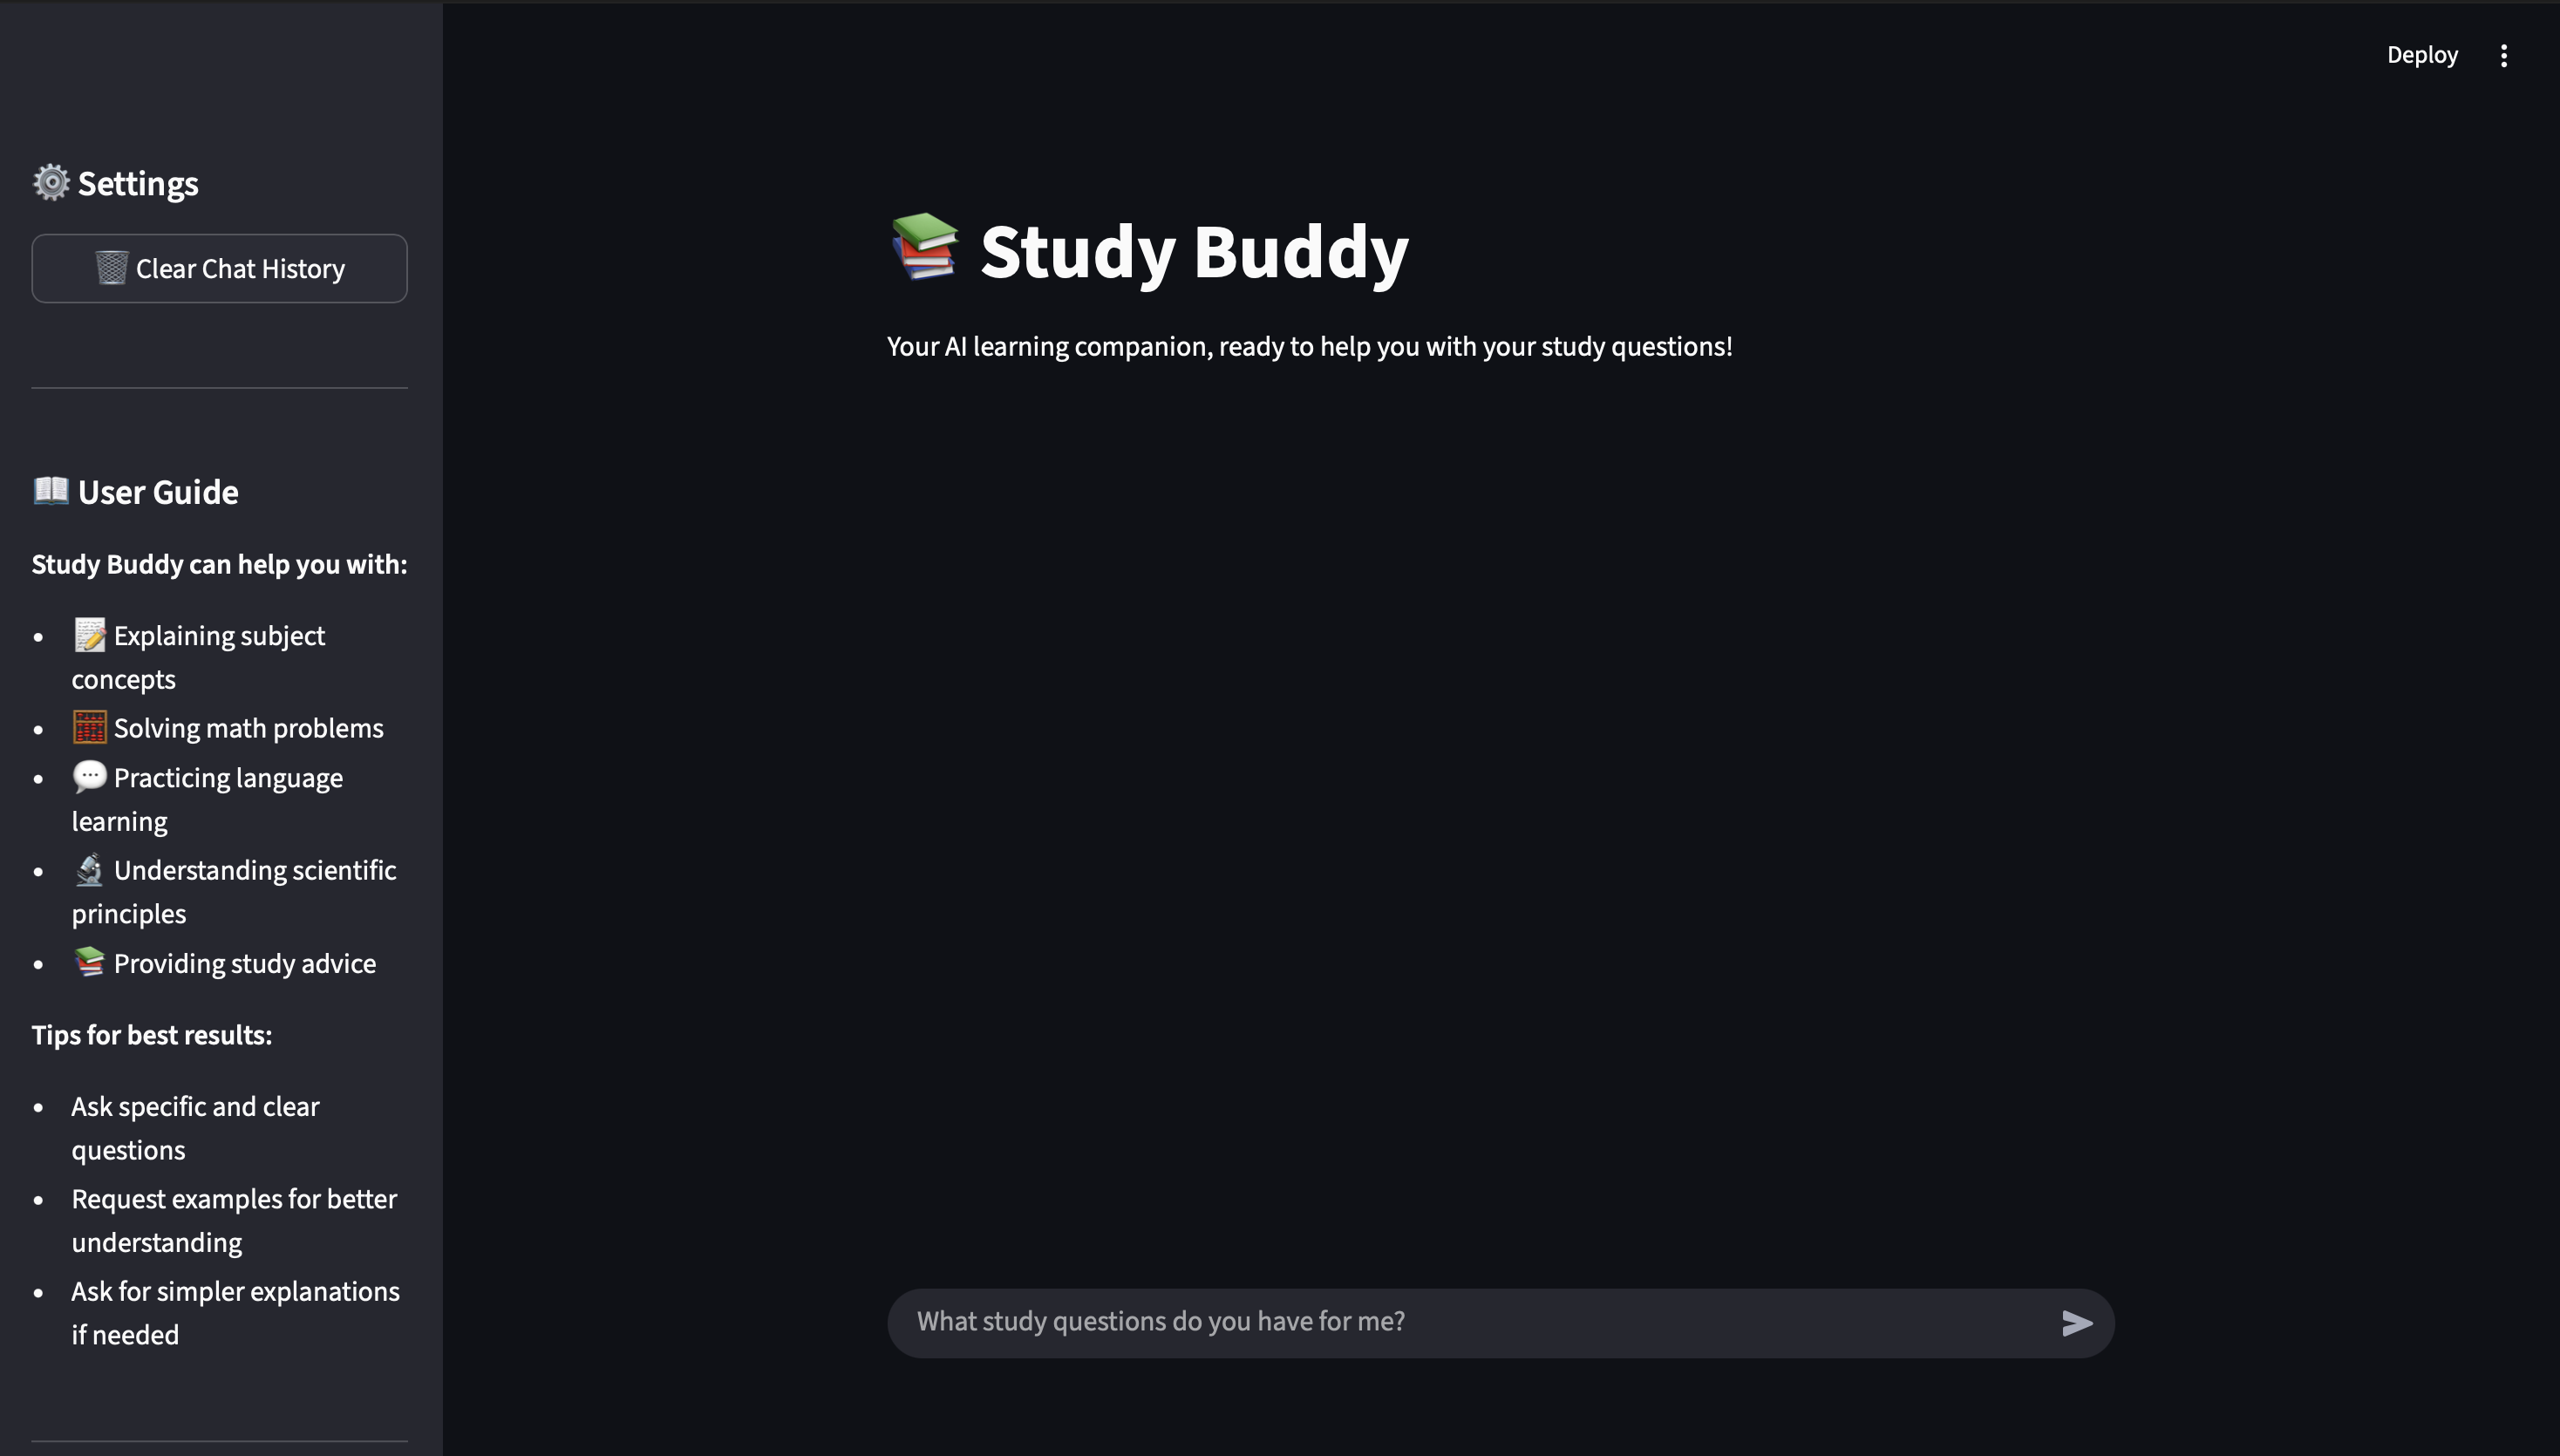 Deploy
Settings
Clear Chat History
User Guide
Study Buddy can help you with:
Explaining subject
concepts
Solving math problems
Practicing language
learning
Understanding scientific
principles
Providing study advice
Tips for best results:
Ask specific and clear
questions
Request examples for better
understanding
Ask for simpler explanations
if needed
Study Buddy
Your AI learning companion, ready to help you with your study questions!
What study questions do you have for me?